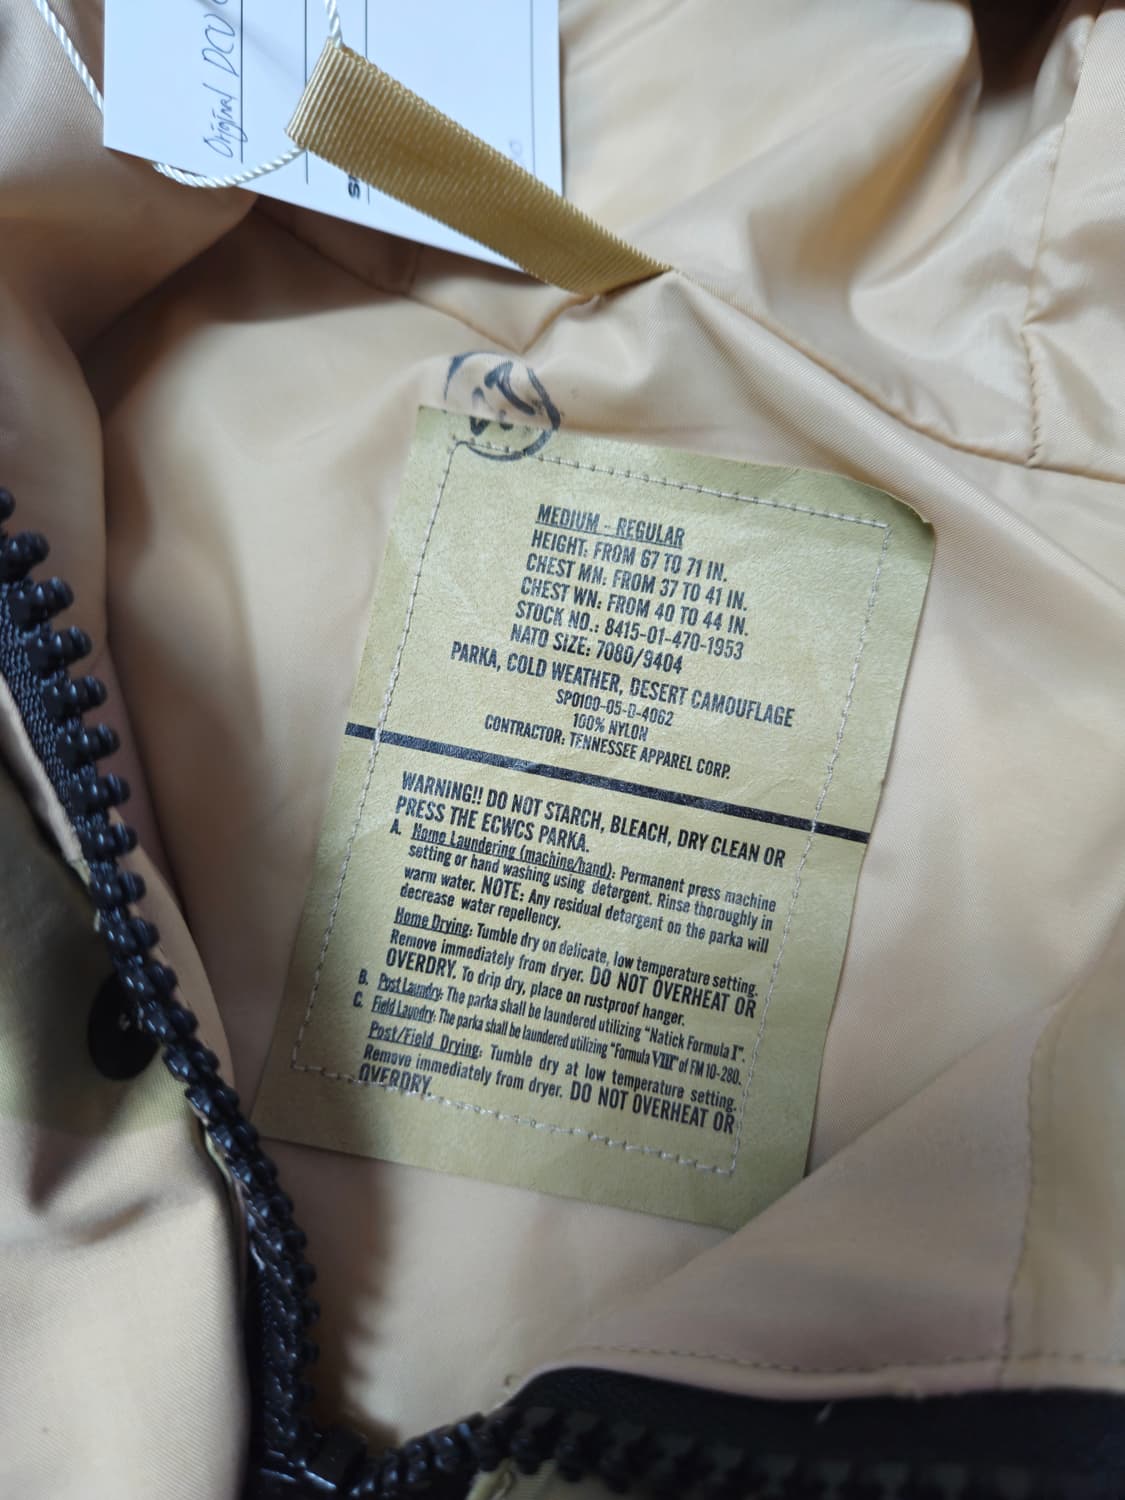 Original DCU
MEDIUM - REGULAR
HEIGHT: FROM 67 TO 71 IN.
CHEST MN: FROM 37 TO 41 IN.
CHEST WN: FROM 40 TO 44 IN.
STOCK NO.: 8415-01-470-1953
NATO SIZE: 7080/9404
PARKA, COLD WEATHER, DESERT CAMOUFLAGE
SP0100-05-D-4062
100% NYLON
CONTRACTOR: TENNESSEE APPAREL CORP.
WARNING!! DO NOT STARCH, BLEACH, DRY CLEAN OR
PRESS THE ECWCS PARKA.
A. Home Laundering (machine/hand): Permanent press machine
setting or hand washing using detergent. Rinse thoroughly in
warm water. NOTE: Any residual detergent on the parka will
decrease water repellency.
Home Drying: Tumble dry on delicate, low temperature setting.
Remove immediately from dryer. DO NOT OVERHEAT OR
OVERDRY. To drip dry, place on rustproof hanger.
B. Post Laundry: The parka shall be laundered utilizing "Natick Formula I".
C. Field Laundry: The parka shall be laundered utilizing "Formula VIII" of FM 10-280.
Post/Field Drying: Tumble dry at low temperature setting.
Remove immediately from dryer. DO NOT OVERHEAT OR
OVERDRY.